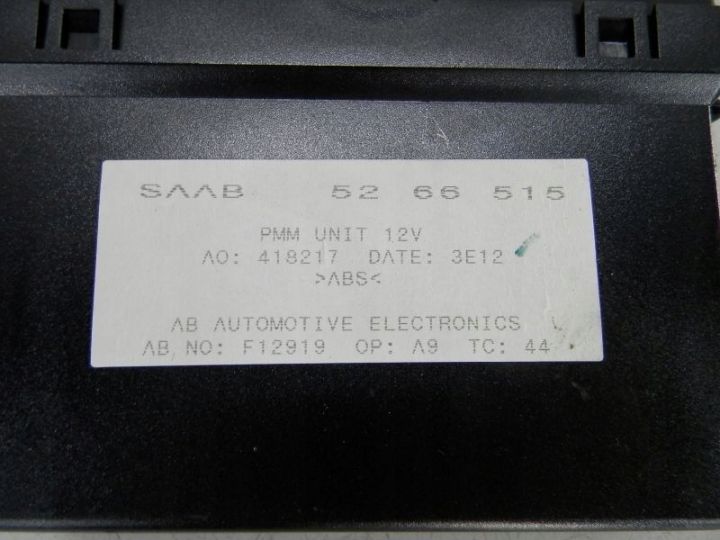 SAAB 52 66 515
PMM UNIT 12V
AO: 418217 DATE: 3E12
>ABS<
AB AUTOMOTIVE ELECTRONICS
AB NO: F12919 OP: A9 TC: 44